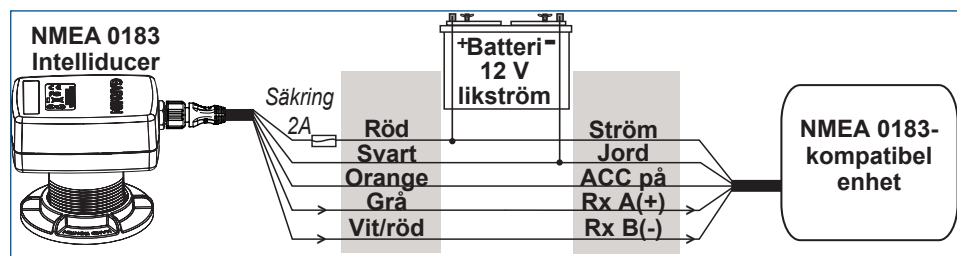 NMEA 0183
Intelliducer
GARMIN
Säkring
2A
+Batteri-
12 V
likström
Röd
Svart
Orange
Grå
Vit/röd
Ström
Jord
ACC på
Rx A(+)
Rx B(-)
NMEA 0183-
kompatibel
enhet